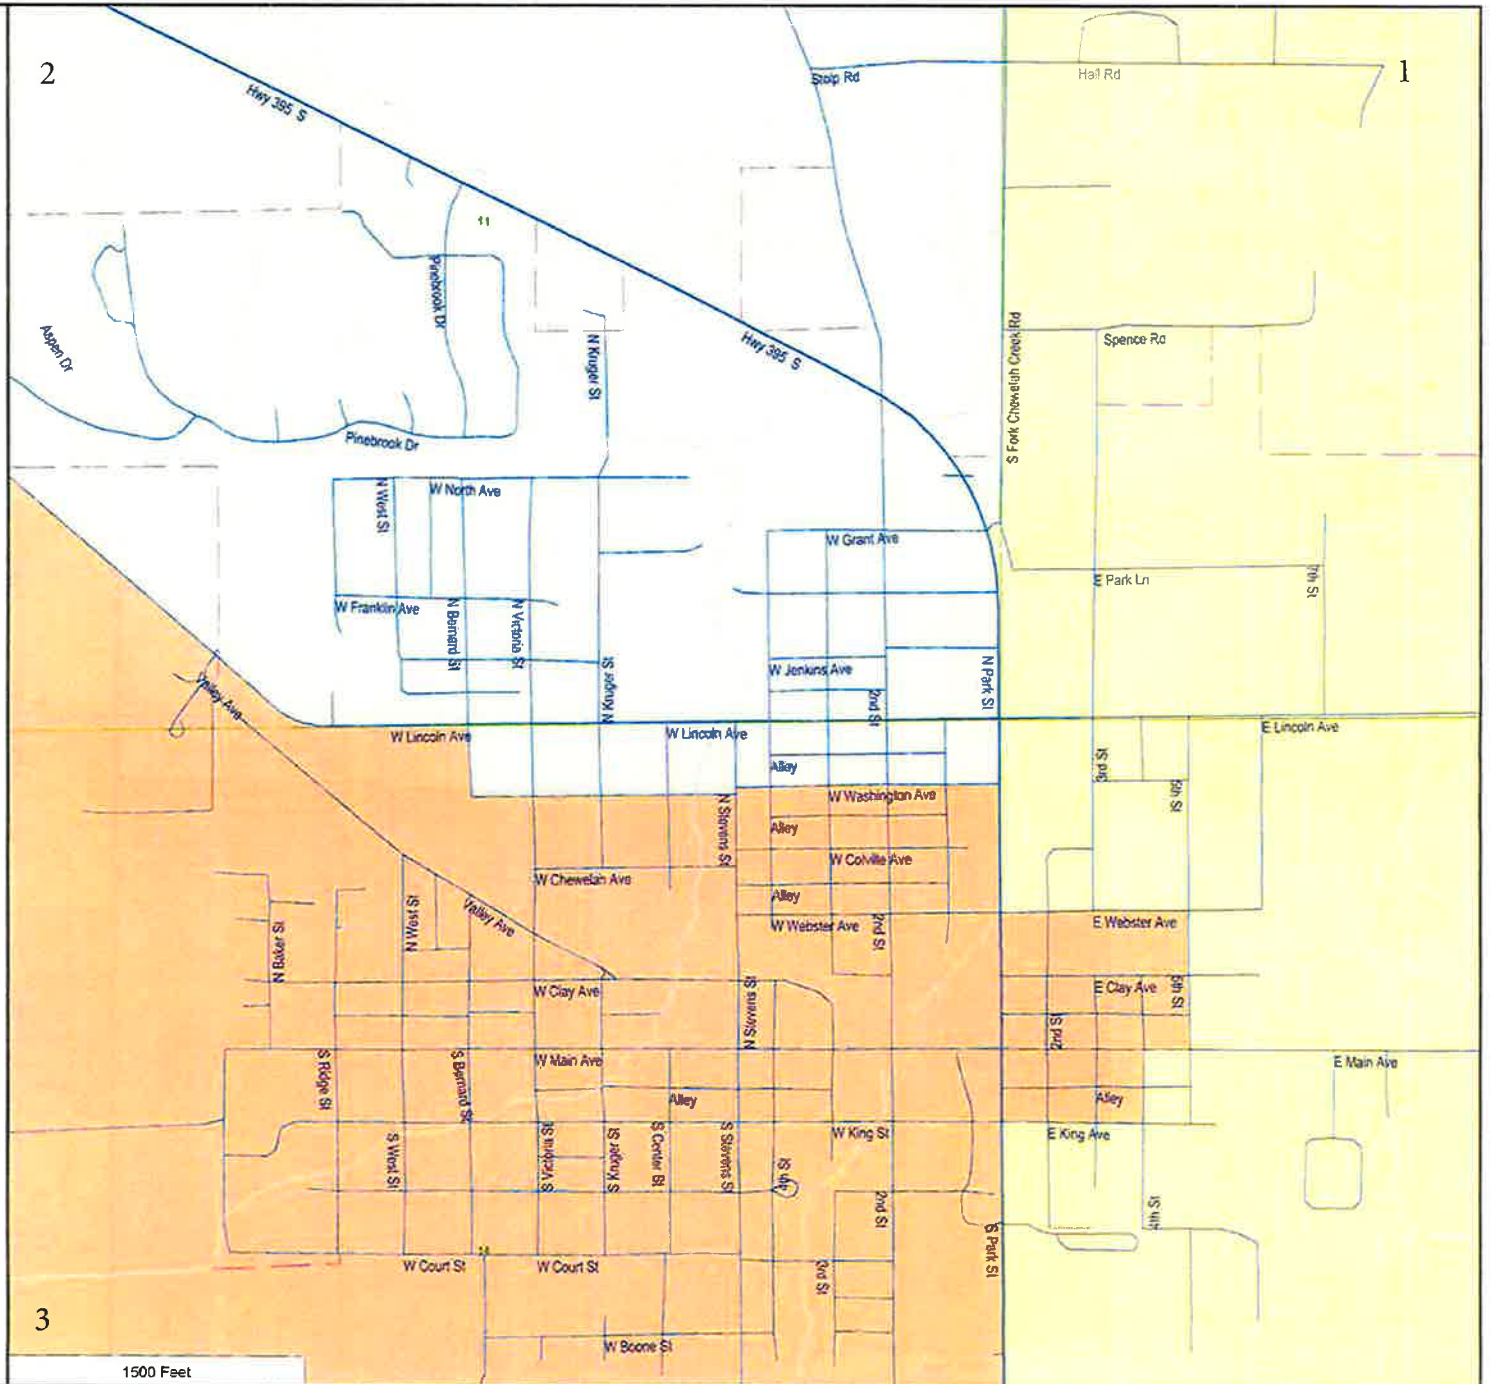 2
1
Hwy 395 S
Stolp Rd
Hall Rd
11
Pinebrook Dr
Aspen Dr
N Kruger St
Hwy 395 S
S Fork Chewelah Creek Rd
Spence Rd
Pinebrook Dr
N West St
W North Ave
W Grant Ave
E Park Ln
7th St
W Franklin Ave
N Bernard St
N Victoria St
N Kruger St
W Jenkins Ave
2nd St
N Park St
Valley Ave
W Lincoln Ave
W Lincoln Ave
E Lincoln Ave
Alley
3rd St
5th St
N Stevens St
W Washington Ave
Alley
W Colville Ave
W Chewelah Ave
Alley
N West St
Valley Ave
W Webster Ave
2nd St
E Webster Ave
N Baker St
W Clay Ave
N Stevens St
E Clay Ave
5th St
2nd St
S Ridge St
S Bernard St
W Main Ave
E Main Ave
Alley
Alley
S West St
S Victoria St
S Kruger St
S Center St
S Stevens St
W King St
E King Ave
4th St
2nd St
4th St
S Park St
W Court St
W Court St
3rd St
3
W Boone St
1500 Feet